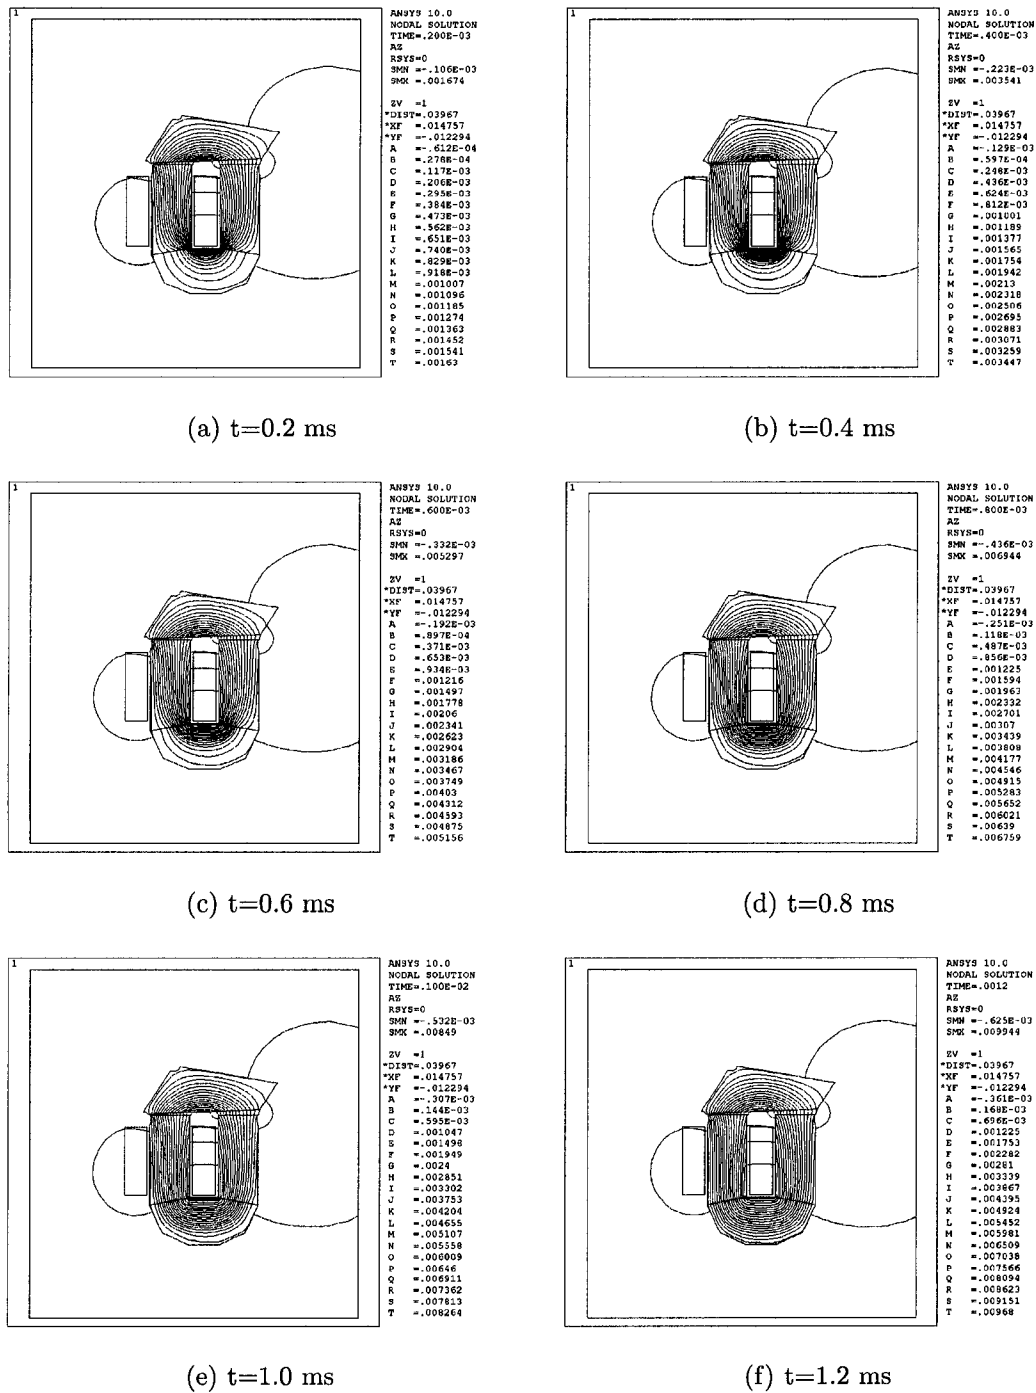 1
ANSYS 10.0
NODAL SOLUTION
TIME=.200E-03
AZ
RSYS=0
SMN =-.106E-03
SMX =.001674
ZV =1
*DIST=.03967
*XF =.014757
*YF =-.012294
A =-.612E-04
B =.278E-04
C =.117E-03
D =.206E-03
E =.295E-03
F =.384E-03
G =.473E-03
H =.562E-03
I =.651E-03
J =.740E-03
K =.829E-03
L =.918E-03
M =.001007
N =.001096
O =.001185
P =.001274
Q =.001363
R =.001452
S =.001541
T =.00163
(a) t=0.2 ms
1
ANSYS 10.0
NODAL SOLUTION
TIME=.400E-03
AZ
RSYS=0
SMN =-.223E-03
SMX =.003541
ZV =1
*DIST=.03967
*XF =.014757
*YF =-.012294
A =-.129E-03
B =.597E-04
C =.248E-03
D =.436E-03
E =.624E-03
F =.812E-03
G =.001001
H =.001189
I =.001377
J =.001565
K =.001754
L =.001942
M =.00213
N =.002318
O =.002506
P =.002695
Q =.002883
R =.003071
S =.003259
T =.003447
(b) t=0.4 ms
1
ANSYS 10.0
NODAL SOLUTION
TIME=.600E-03
AZ
RSYS=0
SMN =-.332E-03
SMX =.005297
ZV =1
*DIST=.03967
*XF =.014757
*YF =-.012294
A =-.192E-03
B =.897E-04
C =.371E-03
D =.653E-03
E =.934E-03
F =.001216
G =.001497
H =.001778
I =.00206
J =.002341
K =.002623
L =.002904
M =.003186
N =.003467
O =.003749
P =.00403
Q =.004312
R =.004593
S =.004875
T =.005156
(c) t=0.6 ms
1
ANSYS 10.0
NODAL SOLUTION
TIME=.800E-03
AZ
RSYS=0
SMN =-.436E-03
SMX =.006944
ZV =1
*DIST=.03967
*XF =.014757
*YF =-.012294
A =-.251E-03
B =.118E-03
C =.487E-03
D =.856E-03
E =.001225
F =.001594
G =.001963
H =.002332
I =.002701
J =.00307
K =.003439
L =.003808
M =.004177
N =.004546
O =.004915
P =.005283
Q =.005652
R =.006021
S =.00639
T =.006759
(d) t=0.8 ms
1
ANSYS 10.0
NODAL SOLUTION
TIME=.100E-02
AZ
RSYS=0
SMN =-.532E-03
SMX =.00849
ZV =1
*DIST=.03967
*XF =.014757
*YF =-.012294
A =-.307E-03
B =.144E-03
C =.595E-03
D =.001047
E =.001498
F =.001949
G =.0024
H =.002851
I =.003302
J =.003753
K =.004204
L =.004655
M =.005107
N =.005558
O =.006009
P =.00646
Q =.006911
R =.007362
S =.007813
T =.008264
(e) t=1.0 ms
1
ANSYS 10.0
NODAL SOLUTION
TIME=.0012
AZ
RSYS=0
SMN =-.625E-03
SMX =.009944
ZV =1
*DIST=.03967
*XF =.014757
*YF =-.012294
A =-.361E-03
B =.168E-03
C =.696E-03
D =.001225
E =.001753
F =.002282
G =.00281
H =.003339
I =.003867
J =.004395
K =.004924
L =.005452
M =.005981
N =.006509
O =.007038
P =.007566
Q =.008094
R =.008623
S =.009151
T =.00968
(f) t=1.2 ms